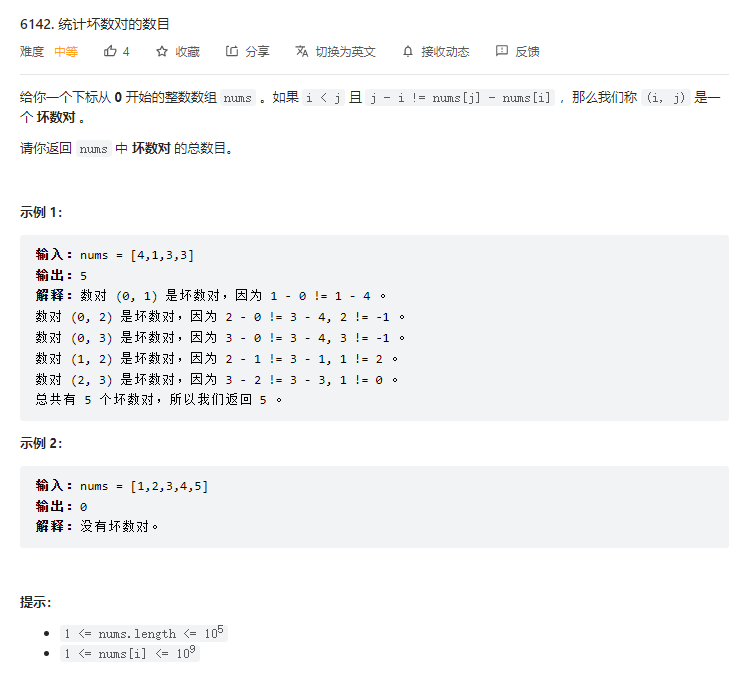 6142. 统计坏数对的数目
难度 中等 4 收藏 分享 切换为英文 接收动态 反馈
给你一个下标从 0 开始的整数数组 nums 。如果 i < j 且 j - i != nums[j] - nums[i] ，那么我们称 (i, j) 是一
个 坏数对 。
请你返回 nums 中 坏数对 的总数目。
示例 1：
输入：nums = [4,1,3,3]
输出：5
解释：数对 (0, 1) 是坏数对，因为 1 - 0 != 1 - 4 。
数对 (0, 2) 是坏数对，因为 2 - 0 != 3 - 4, 2 != -1 。
数对 (0, 3) 是坏数对，因为 3 - 0 != 3 - 4, 3 != -1 。
数对 (1, 2) 是坏数对，因为 2 - 1 != 3 - 1, 1 != 2 。
数对 (2, 3) 是坏数对，因为 3 - 2 != 3 - 3, 1 != 0 。
总共有 5 个坏数对，所以我们返回 5 。
示例 2：
输入：nums = [1,2,3,4,5]
输出：0
解释：没有坏数对。
提示：
1 <= nums.length <= 10⁵
1 <= nums[i] <= 10⁹